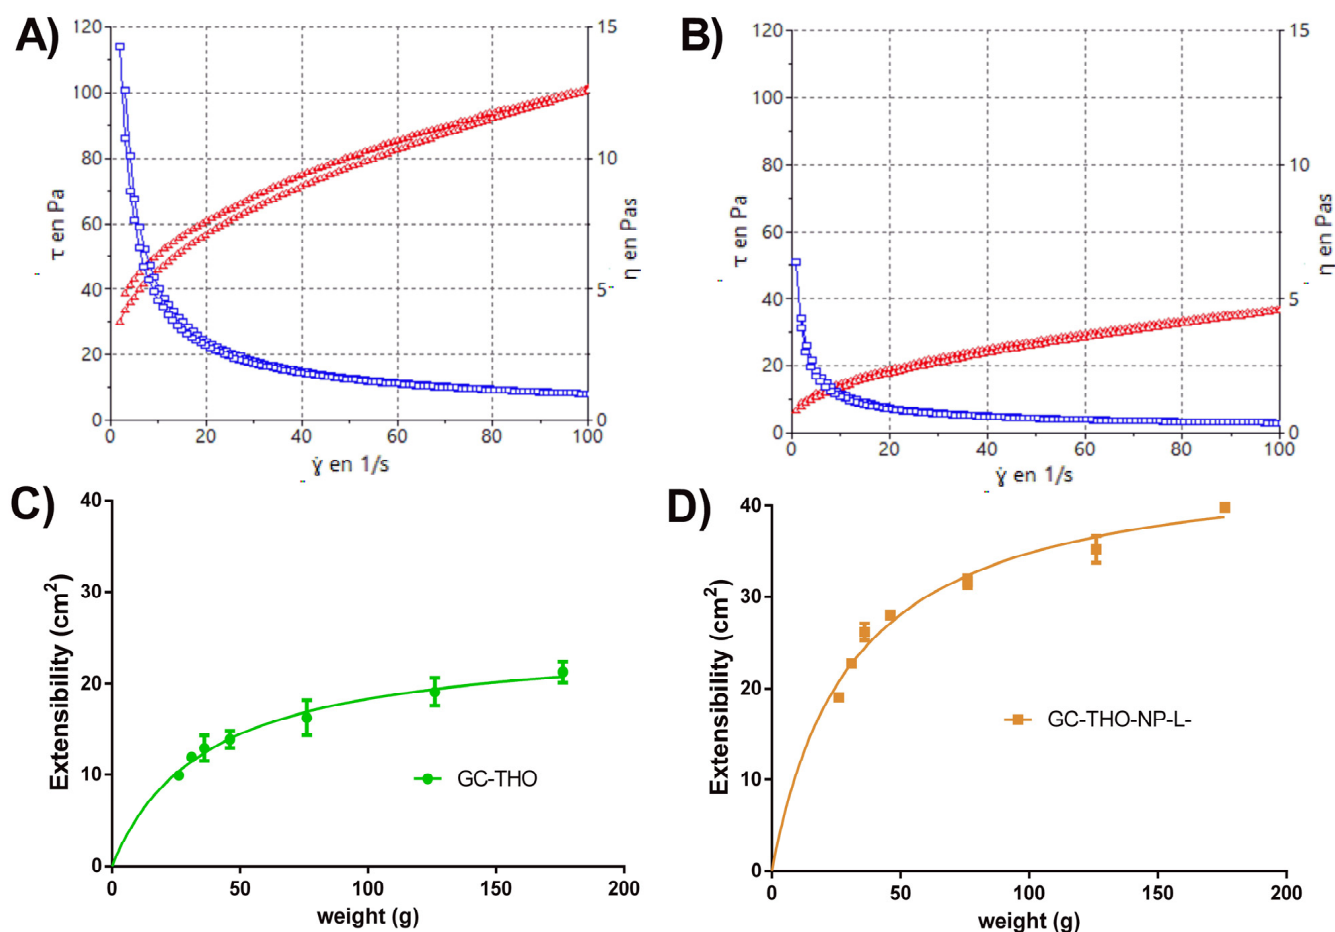 A)
120
100
80
60
40
20
0
τ en Pa
15
10
5
0
η en Pas
0 20 40 60 80 100
γ̇ en 1/s
B)
120
100
80
60
40
20
0
τ en Pa
15
10
5
0
η en Pas
0 20 40 60 80 100
γ̇ en 1/s
C)
40
30
20
10
0
Extensibility (cm²)
GC-THO
0 50 100 150 200
weight (g)
D)
40
30
20
10
0
Extensibility (cm²)
GC-THO-NP-L-
0 50 100 150 200
weight (g)